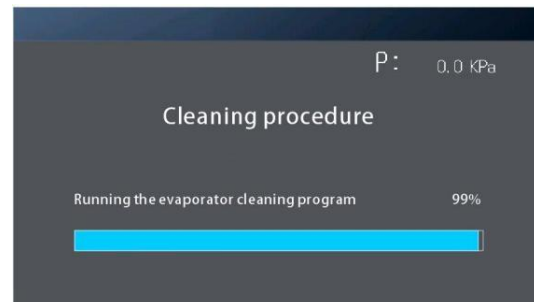 P: 0.0 KPa
Cleaning procedure
Running the evaporator cleaning program 99%